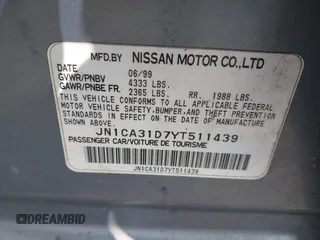 MFD.BY NISSAN MOTOR CO.,LTD
DATE 06/99
GVWR/PNBV 4333 LBS.
GAWR/PNBE FR. 2365 LBS. RR. 1988 LBS.
THIS VEHICLE CONFORMS TO ALL APPLICABLE FEDERAL
MOTOR VEHICLE SAFETY,BUMPER,AND THEFT PREVENTION
STANDARDS IN EFFECT ON THE DATE OF MANUFACTURE
SHOWN ABOVE.
JN1CA31D7YT511439
PASSENGER CAR/VOITURE DE TOURISME
JN1CA31D7YT511439
DREAMBID